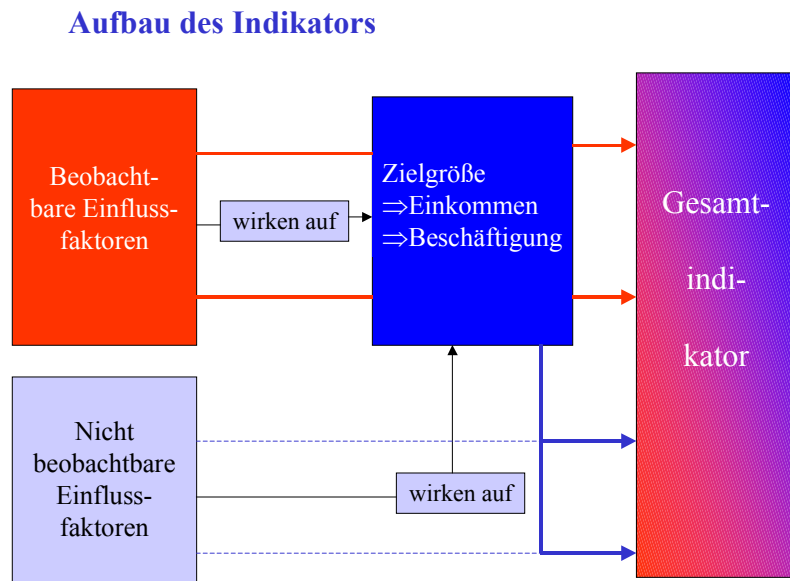 Aufbau des Indikators
Beobacht-
bare Einfluss-
faktoren
wirken auf
Zielgröße
⇒Einkommen
⇒Beschäftigung
Gesamt-
indi-
kator
Nicht
beobachtbare
Einfluss-
faktoren
wirken auf